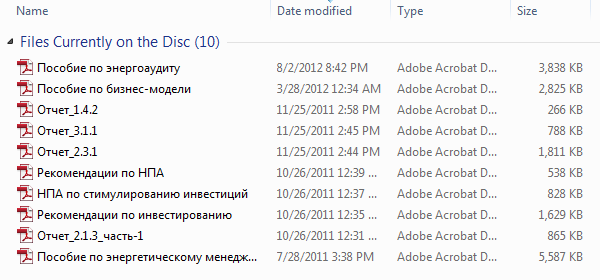 Name Date modified Type Size
Files Currently on the Disc (10)
Пособие по энергоаудиту 8/2/2012 8:42 PM Adobe Acrobat D... 3,838 KB
Пособие по бизнес-модели 3/28/2012 12:34 AM Adobe Acrobat D... 2,825 KB
Отчет_1.4.2 11/25/2011 2:58 PM Adobe Acrobat D... 266 KB
Отчет_3.1.1 11/25/2011 2:45 PM Adobe Acrobat D... 788 KB
Отчет_2.3.1 11/25/2011 2:44 PM Adobe Acrobat D... 1,811 KB
Рекомендации по НПА 10/26/2011 12:39 ... Adobe Acrobat D... 538 KB
НПА по стимулированию инвестиций 10/26/2011 12:37 ... Adobe Acrobat D... 828 KB
Рекомендации по инвестированию 10/26/2011 12:35 ... Adobe Acrobat D... 1,629 KB
Отчет_2.1.3_часть-1 10/26/2011 12:31 ... Adobe Acrobat D... 865 KB
Пособие по энергетическому менедж... 7/28/2011 3:38 PM Adobe Acrobat D... 5,587 KB